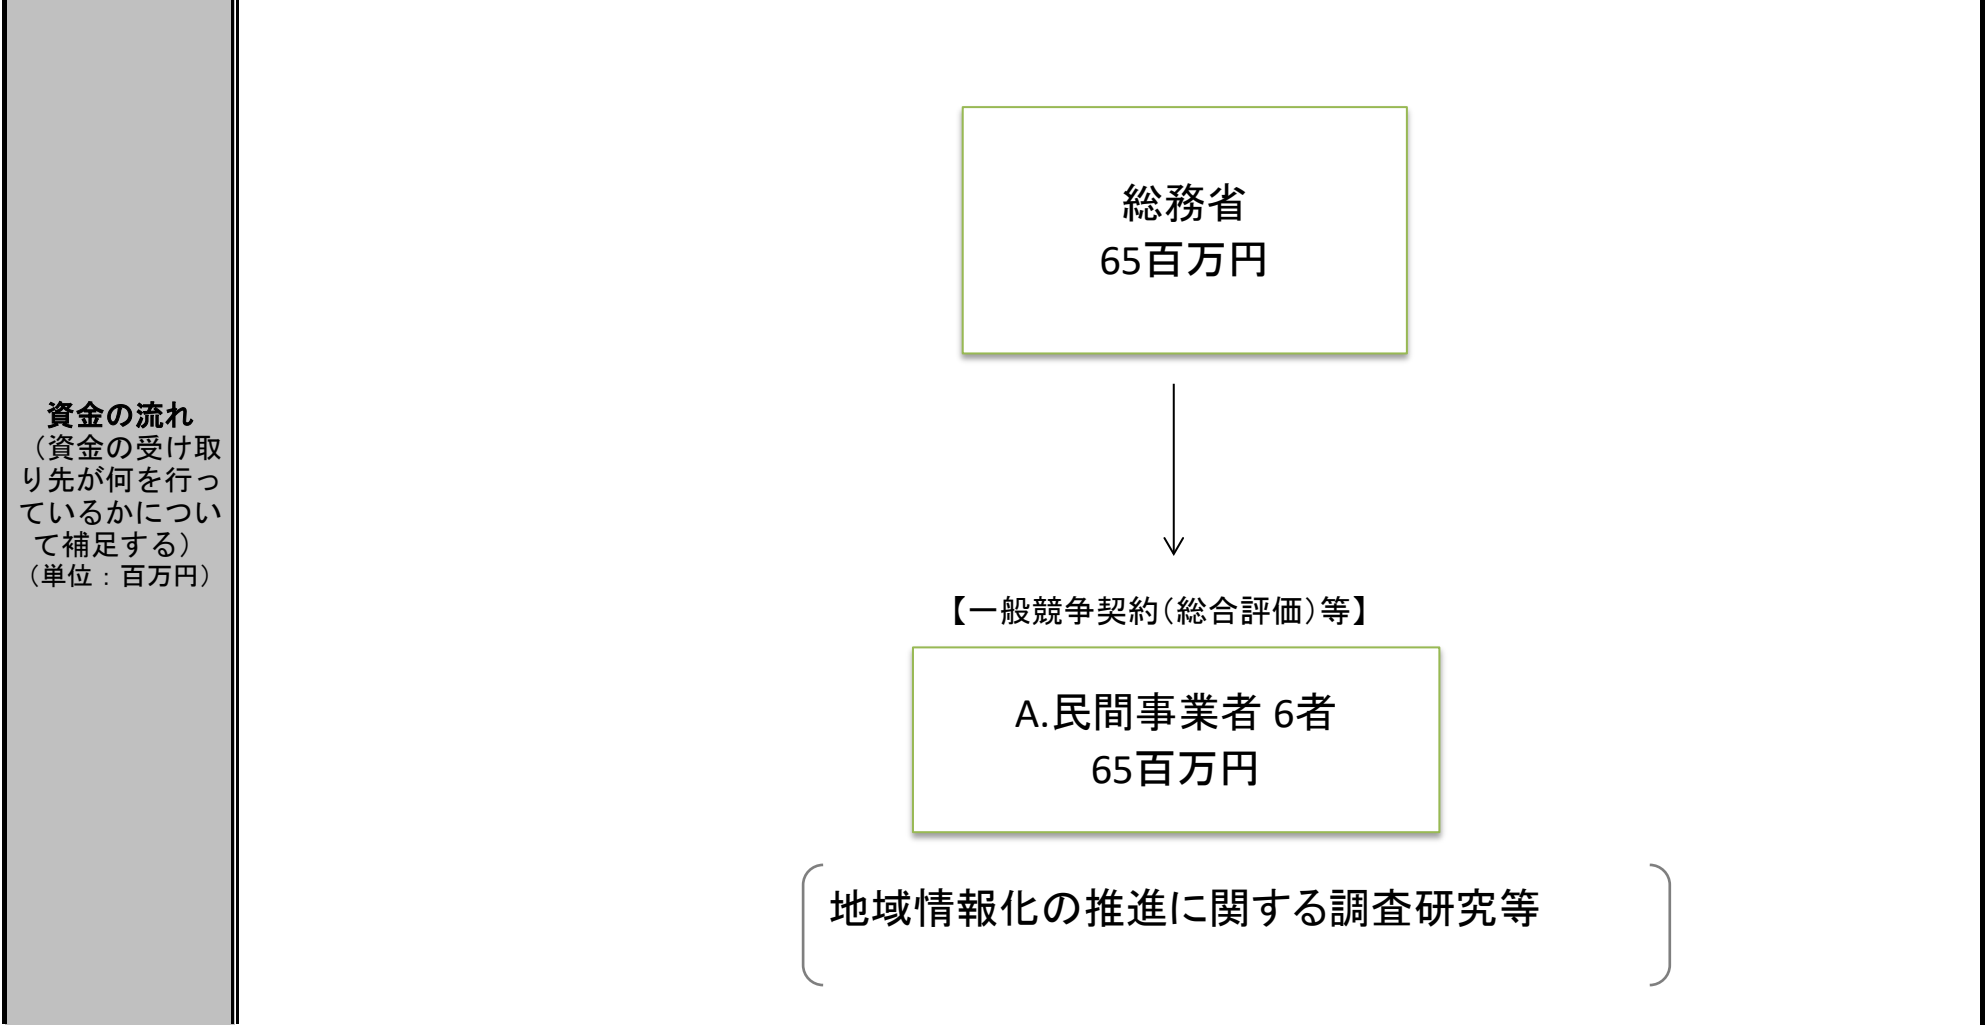 資金の流れ
（資金の受け取
り先が何を行っ
ているかについ
て補足する）
（単位：百万円）
総務省
65百万円
【一般競争契約（総合評価）等】
A.民間事業者 6者
65百万円
地域情報化の推進に関する調査研究等